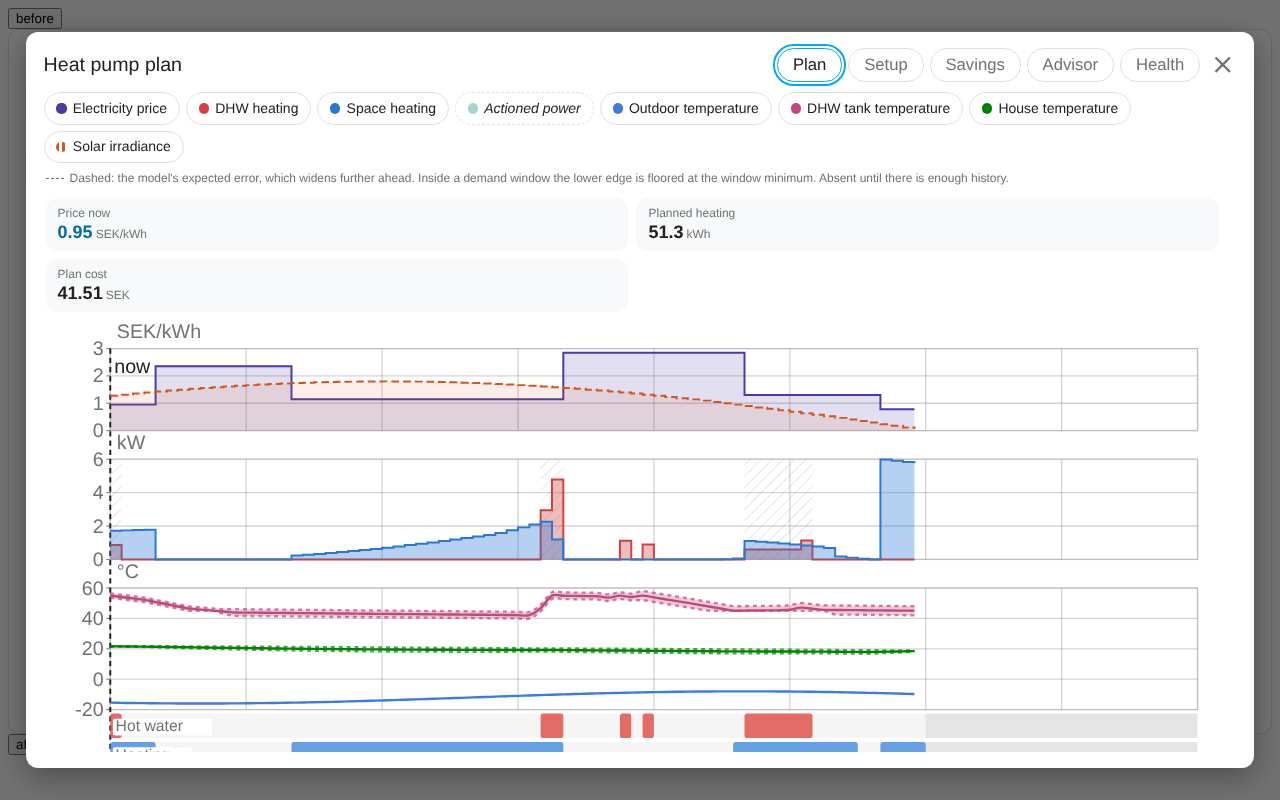 before
Heat pump plan
Plan Setup Savings Advisor Health
Electricity price DHW heating Space heating Actioned power Outdoor temperature DHW tank temperature House temperature
Solar irradiance
Dashed: the model's expected error, which widens further ahead. Inside a demand window the lower edge is floored at the window minimum. Absent until there is enough history.
Price now
0.95 SEK/kWh
Planned heating
51.3 kWh
Plan cost
41.51 SEK
SEK/kWh
3
now
2
1
0
kW
6
4
2
0
°C
60
40
20
0
-20
Hot water